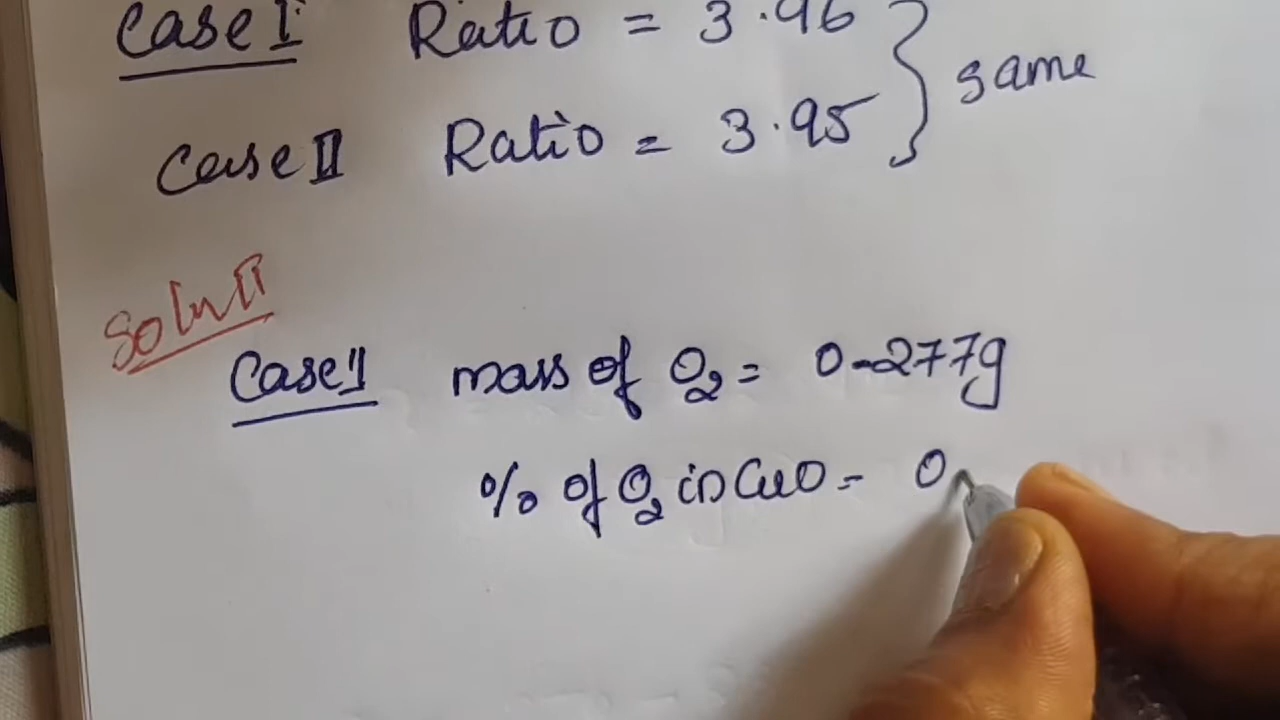 Case I Ratio = 3.96
Case II Ratio = 3.95 } same
Soln II
Case I mass of O2 = 0.277g
% of O2 in CuO = 0.